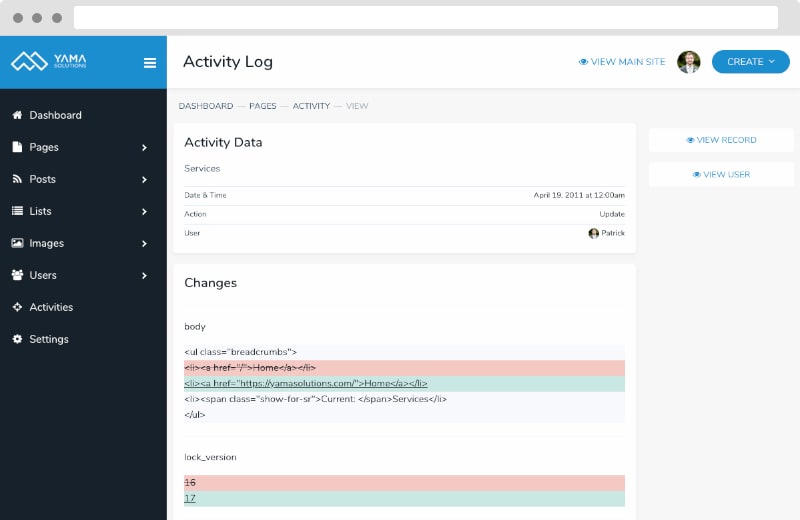 YAMA
SOLUTIONS
Activity Log
VIEW MAIN SITE
CREATE
Dashboard
Pages
Posts
Lists
Images
Users
Activities
Settings
DASHBOARD — PAGES — ACTIVITY — VIEW
Activity Data
Services
Date & Time April 19, 2011 at 12:00am
Action Update
User Patrick
VIEW RECORD
VIEW USER
Changes
body
<ul class="breadcrumbs">
<li><a href="/">Home</a></li>
<li><a href="https://yamasolutions.com/">Home</a></li>
<li><span class="show-for-sr">Current: </span>Services</li>
</ul>
lock_version
16
17